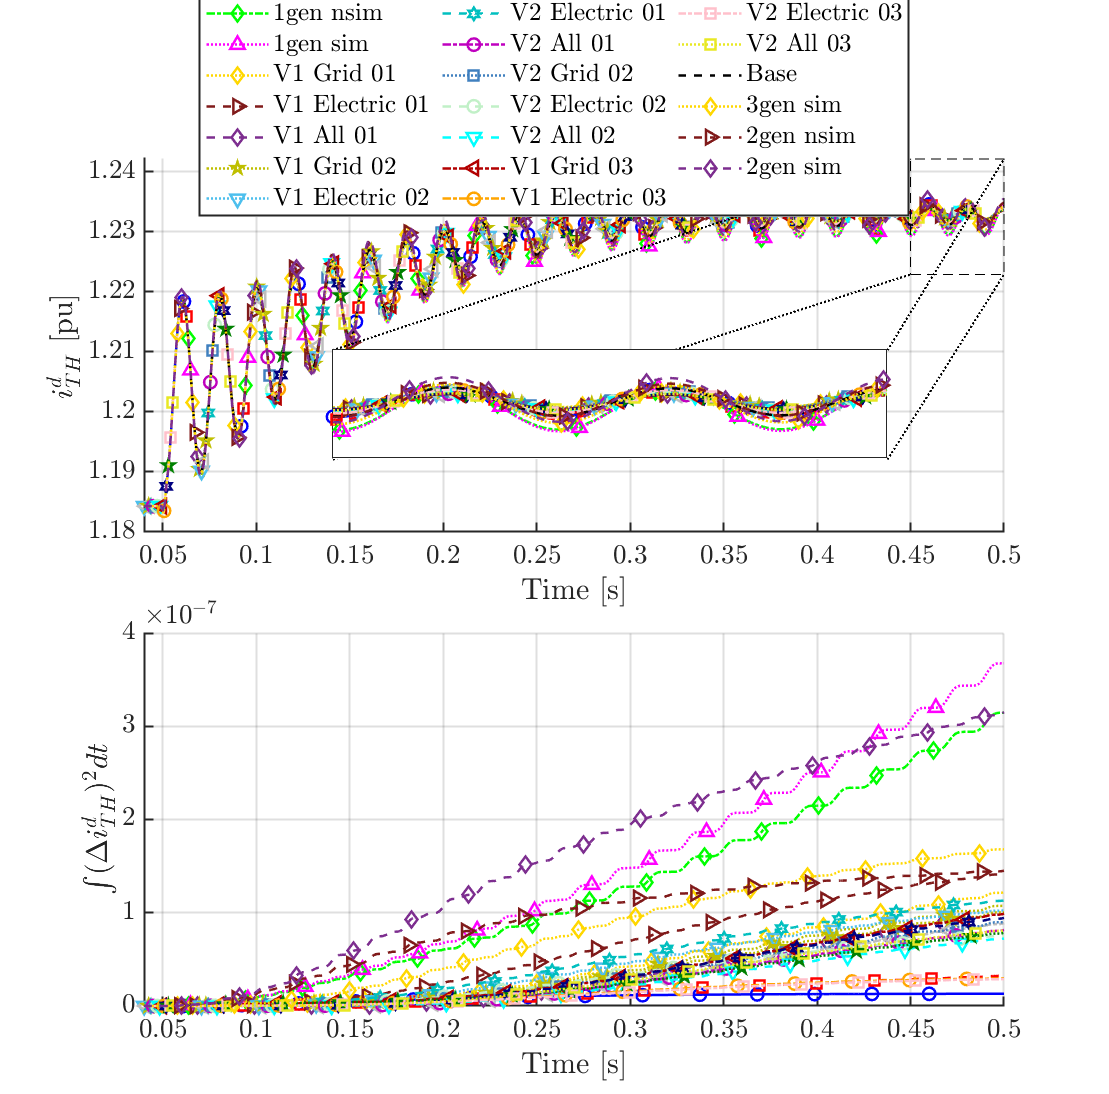 1gen nsim V2 Electric 01 V2 Electric 03
1gen sim V2 All 01 V2 All 03
V1 Grid 01 V2 Grid 02 Base
V1 Electric 01 V2 Electric 02 3gen sim
V1 All 01 V2 All 02 2gen nsim
V1 Grid 02 V1 Grid 03 2gen sim
V1 Electric 02 V1 Electric 03
1.24
1.23
1.22
1.21
1.2
1.19
1.18
i^d_{TH} [pu]
0.05 0.1 0.15 0.2 0.25 0.3 0.35 0.4 0.45 0.5
Time [s]
×10^{-7}
4
3
2
1
0
∫(Δi^d_{TH})^2 dt
0.05 0.1 0.15 0.2 0.25 0.3 0.35 0.4 0.45 0.5
Time [s]